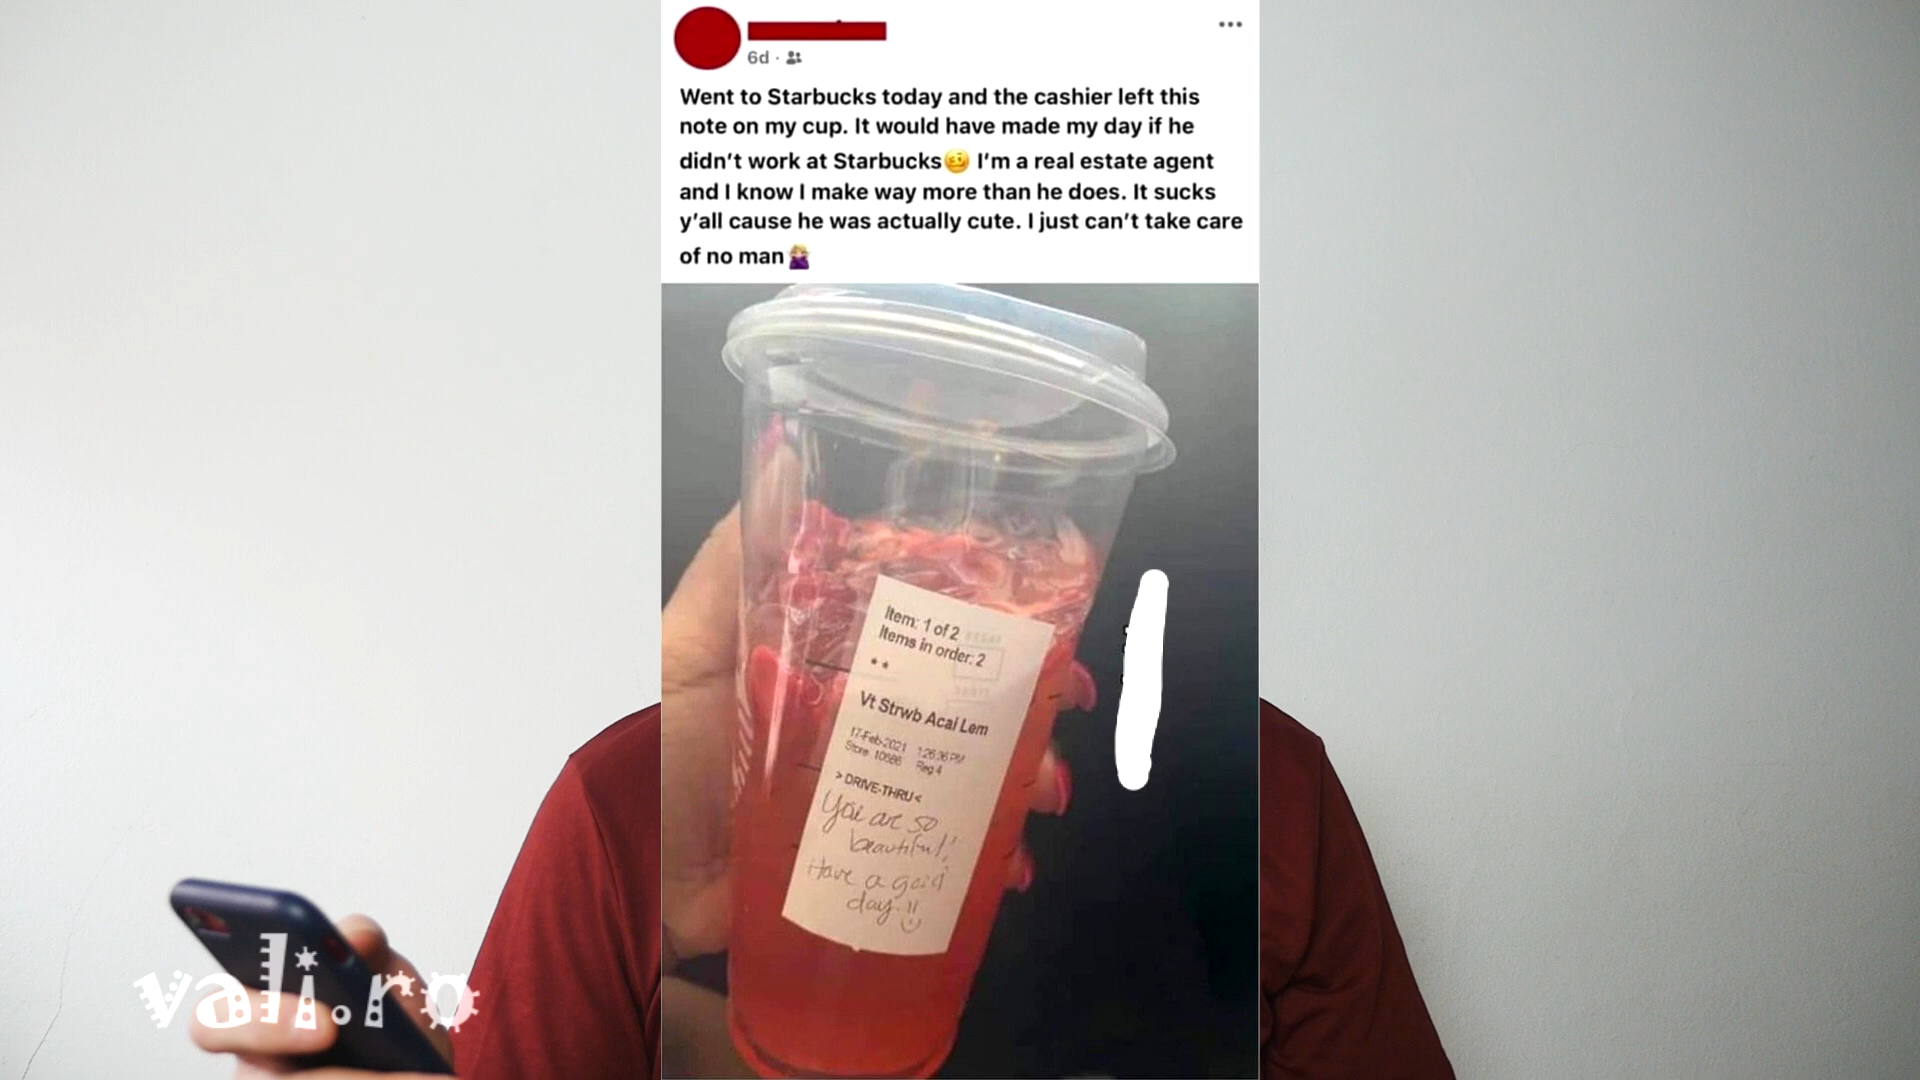 6d ·
Went to Starbucks today and the cashier left this
note on my cup. It would have made my day if he
didn't work at Starbucks🥴 I'm a real estate agent
and I know I make way more than he does. It sucks
y'all cause he was actually cute. I just can't take care
of no man🙅🏼‍♀️
Item: 1 of 2
Items in order: 2
**
Vt Strwb Acai Lem
17-Feb-2021 1:26:36 PM
Store: 10686 Reg 4
> DRIVE-THRU <
You are so
beautiful!
Have a good
day!! :)
vali.ro